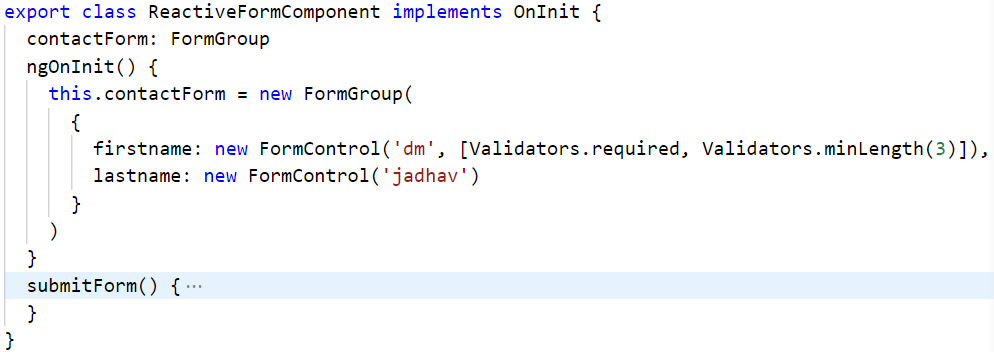 export class ReactiveFormComponent implements OnInit {
  contactForm: FormGroup
  ngOnInit() {
    this.contactForm = new FormGroup(
      {
        firstname: new FormControl('dm', [Validators.required, Validators.minLength(3)]),
        lastname: new FormControl('jadhav')
      }
    )
  }
  submitForm() {···
  }
}